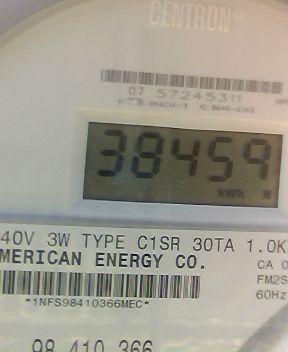 CENTRON®
07 57245311
38459
kWh
40V 3W TYPE C1SR 30TA 1.0K
MERICAN ENERGY CO.
CA 0
FM2S
60Hz
*1NFS98410366MEC*
98 410 366